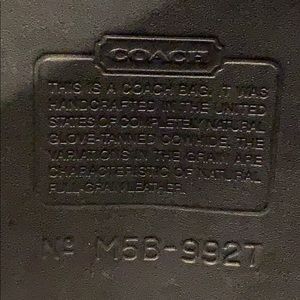 COACH
THIS IS A COACH BAG. IT WAS
HANDCRAFTED IN THE UNITED
STATES OF COMPLETELY NATURAL
GLOVE-TANNED COWHIDE. THE
VARIATIONS IN THE GRAIN ARE
CHARACTERISTIC OF NATURAL
FULL-GRAIN LEATHER.
Nº M5B-992T